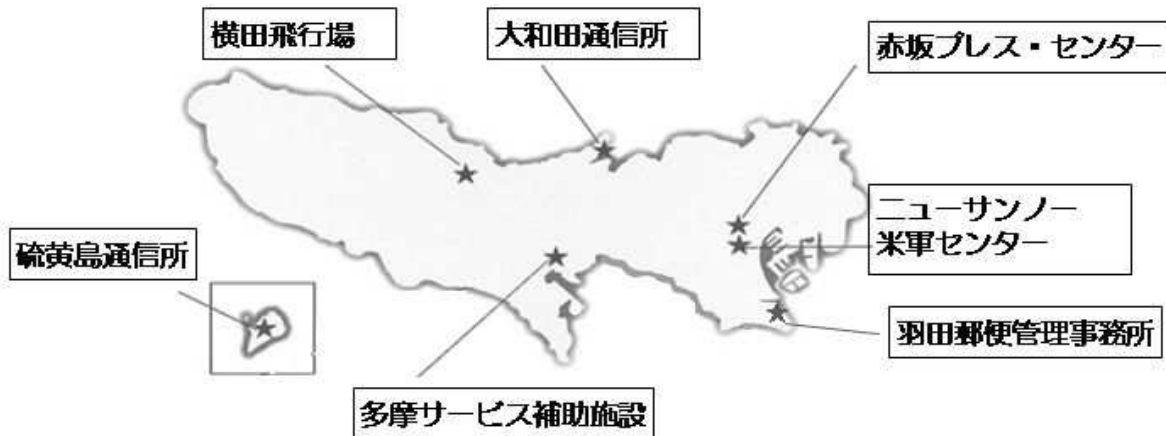 横田飛行場
大和田通信所
赤坂プレス・センター
ニューサンノー
米軍センター
硫黄島通信所
羽田郵便管理事務所
多摩サービス補助施設